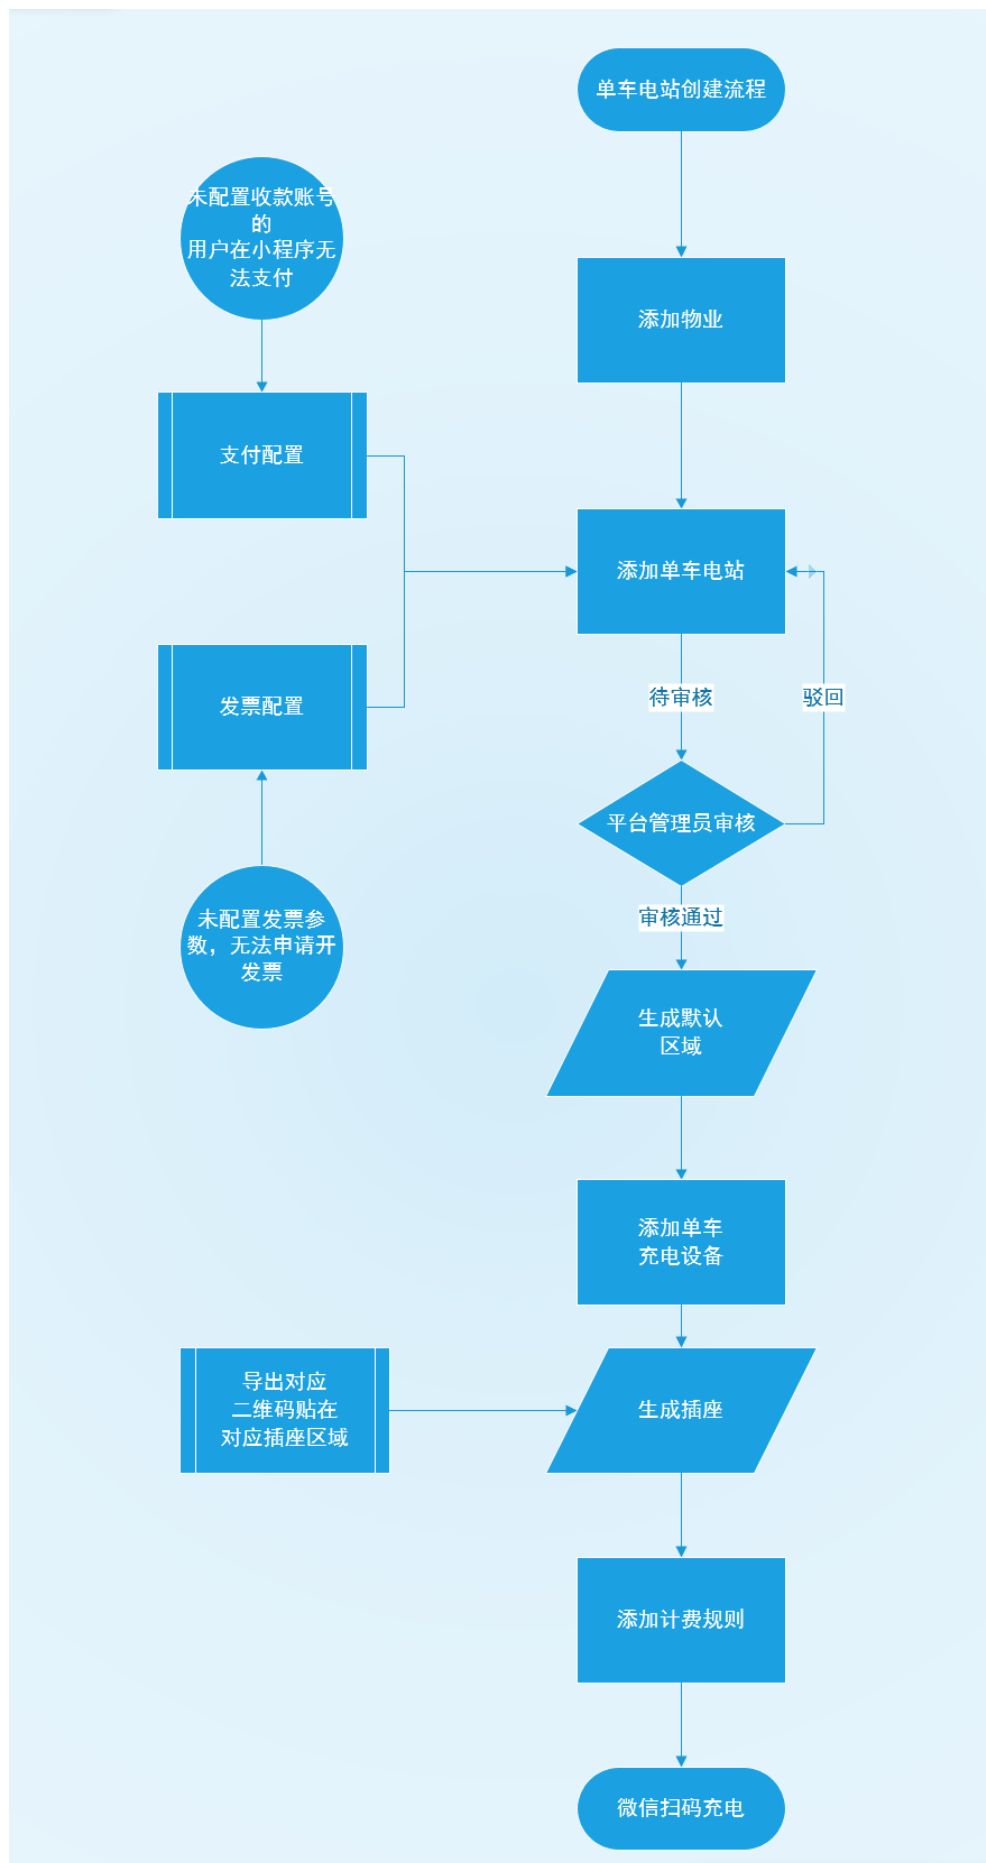 单车电站创建流程
未配置收款账号
的
用户在小程序无
法支付
添加物业
支付配置
添加单车电站
发票配置
待审核
驳回
平台管理员审核
审核通过
未配置发票参
数，无法申请开
发票
生成默认
区域
添加单车
充电设备
导出对应
二维码贴在
对应插座区域
生成插座
添加计费规则
微信扫码充电